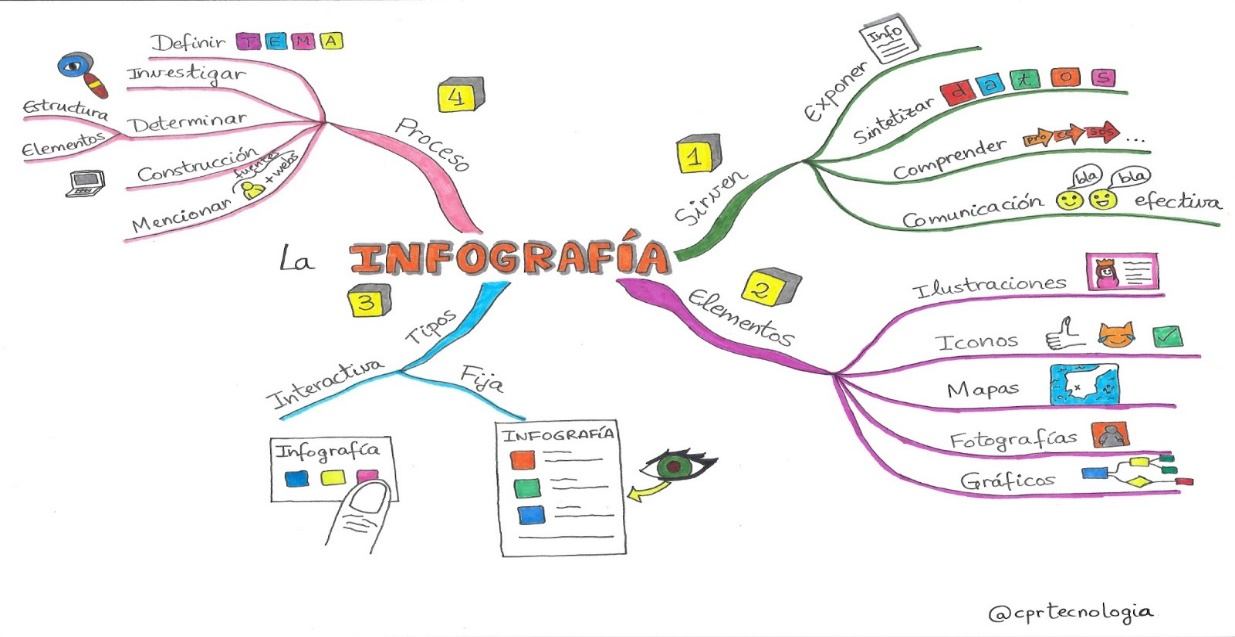 La INFOGRAFÍA
1
Sirven
Exponer
Info
Sintetizar datos
Comprender pro ce sos ...
Comunicación bla bla efectiva
2
Elementos
Ilustraciones
Iconos
Mapas
Fotografías
Gráficos
3
Tipos
Interactiva
Infografía
Fija
INFOGRAFÍA
4
Proceso
Definir TEMA
Investigar
Determinar
Estructura
Elementos
Construcción
Mencionar fuentes + webs
@cprtecnologia